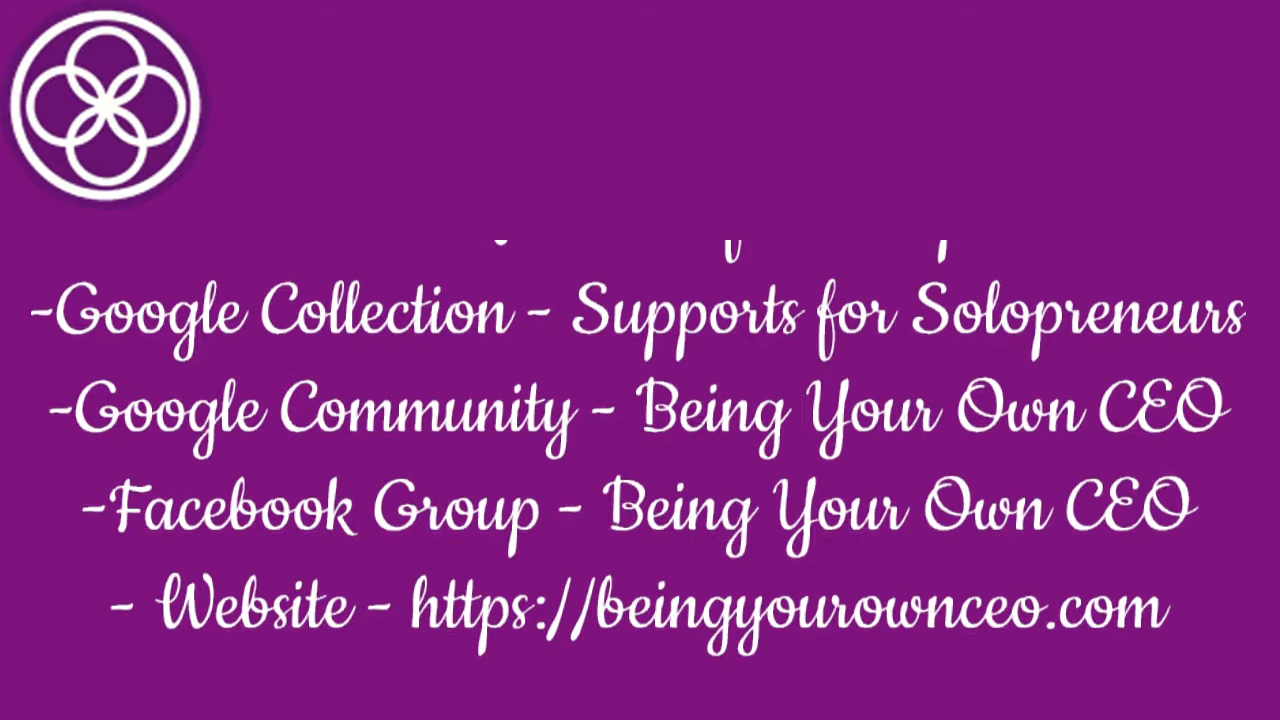 -Google Collection - Supports for Solopreneurs
-Google Community - Being Your Own CEO
-Facebook Group - Being Your Own CEO
- Website - https://beingyourownceo.com